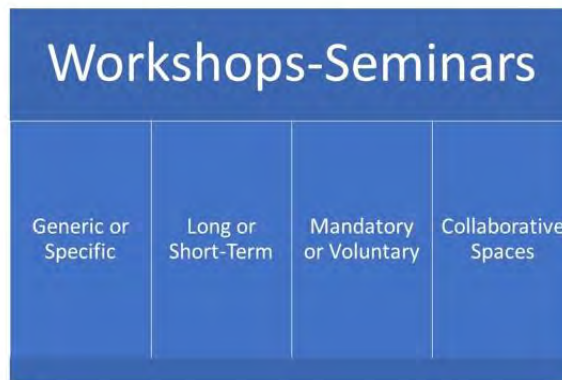 Workshops-Seminars
Generic or
Specific
Long or
Short-Term
Mandatory
or Voluntary
Collaborative
Spaces